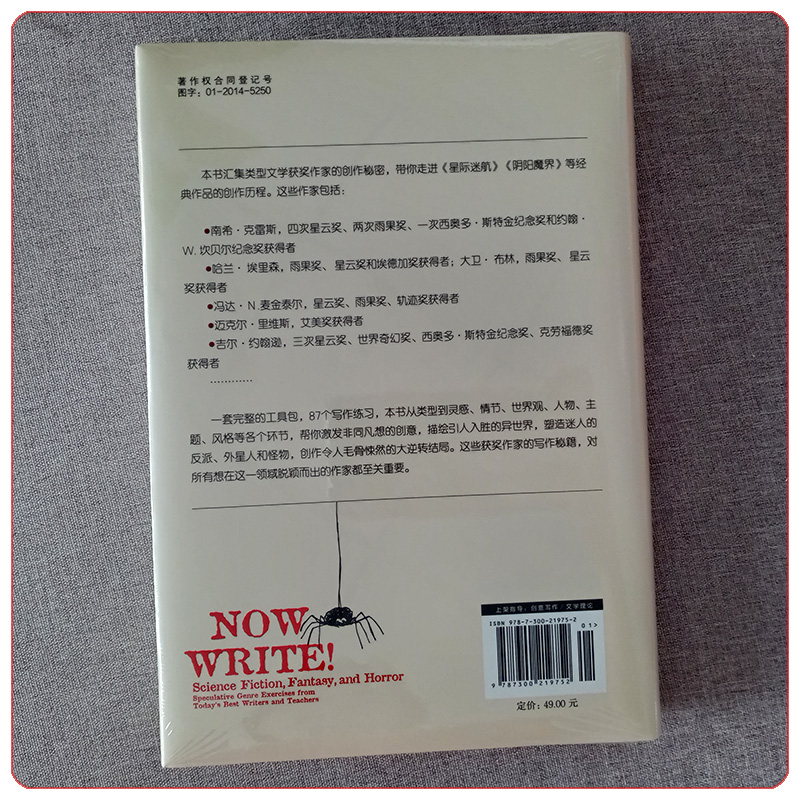 著作权合同登记号
图字：01-2014-5250
本书汇集类型文学获奖作家的创作秘密，带你走进《星际迷航》《阴阳魔界》等经
典作品的创作历程。这些作家包括：
●南希·克雷斯，四次星云奖、两次雨果奖、一次西奥多·斯特金纪念奖和约翰·
W. 坎贝尔纪念奖获得者
●哈兰·埃里森，雨果奖、星云奖和埃德加奖获得者；大卫·布林，雨果奖、星云
奖获得者
●冯达·N.麦金泰尔，星云奖、雨果奖、轨迹奖获得者
●迈克尔·里维斯，艾美奖获得者
●吉尔·约翰逊，三次星云奖、世界奇幻奖、西奥多·斯特金纪念奖、克劳福德奖
获得者
…………
一套完整的工具包，87个写作练习，本书从类型到灵感、情节、世界观、人物、主
题、风格等各个环节，帮你激发非同凡想的创意，描绘引人入胜的异世界，塑造迷人的
反派、外星人和怪物，创作令人毛骨悚然的大逆转结局。这些获奖作家的写作秘籍，对
所有想在这一领域脱颖而出的作家都至关重要。
NOW
WRITE!
Science Fiction, Fantasy, and Horror
Speculative Genre Exercises from
Today's Best Writers and Teachers
上架指导：创意写作／文学理论
ISBN 978-7-300-21975-2
01>
9 787300 219752
定价：49.00 元